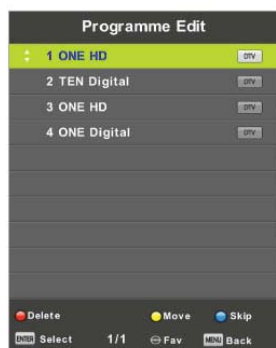 Programme Edit
1 ONE HD DTV
2 TEN Digital DTV
3 ONE HD DTV
4 ONE Digital DTV
Delete Move Skip
ENTER Select 1/1 Fav MENU Back